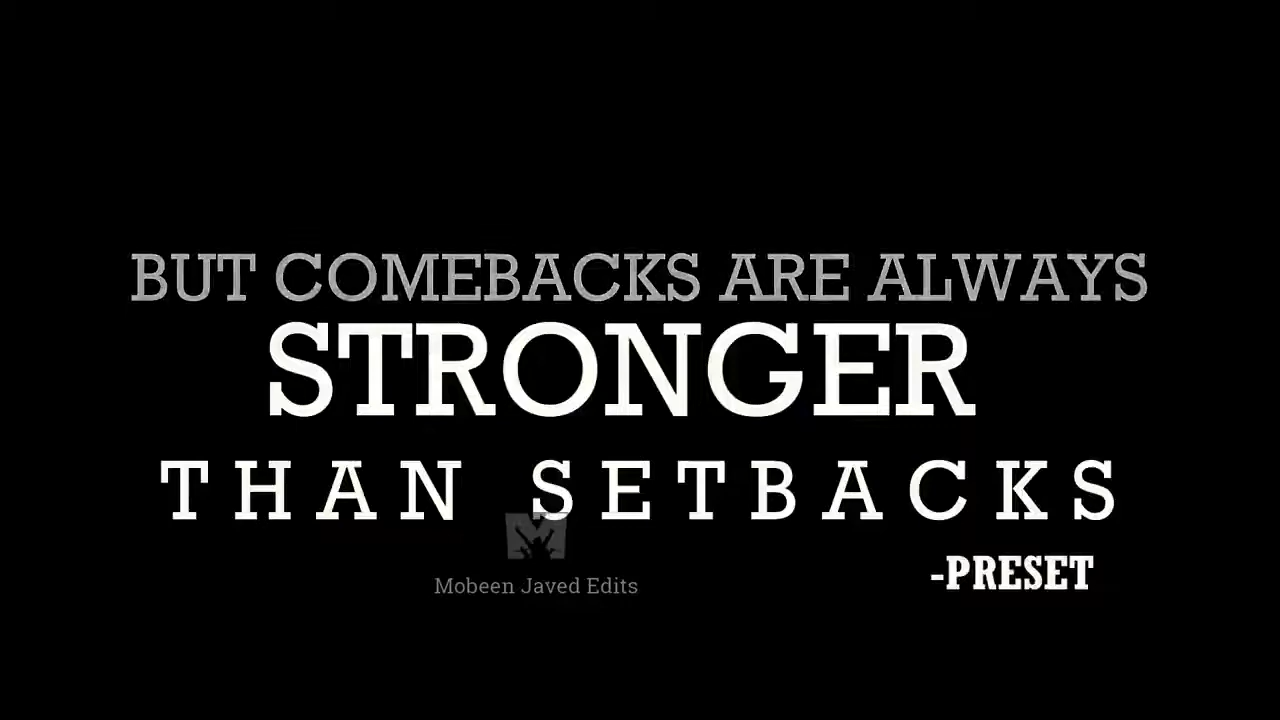 BUT COMEBACKS ARE ALWAYS
STRONGER
THAN SETBACKS
-PRESET
M
Mobeen Javed Edits